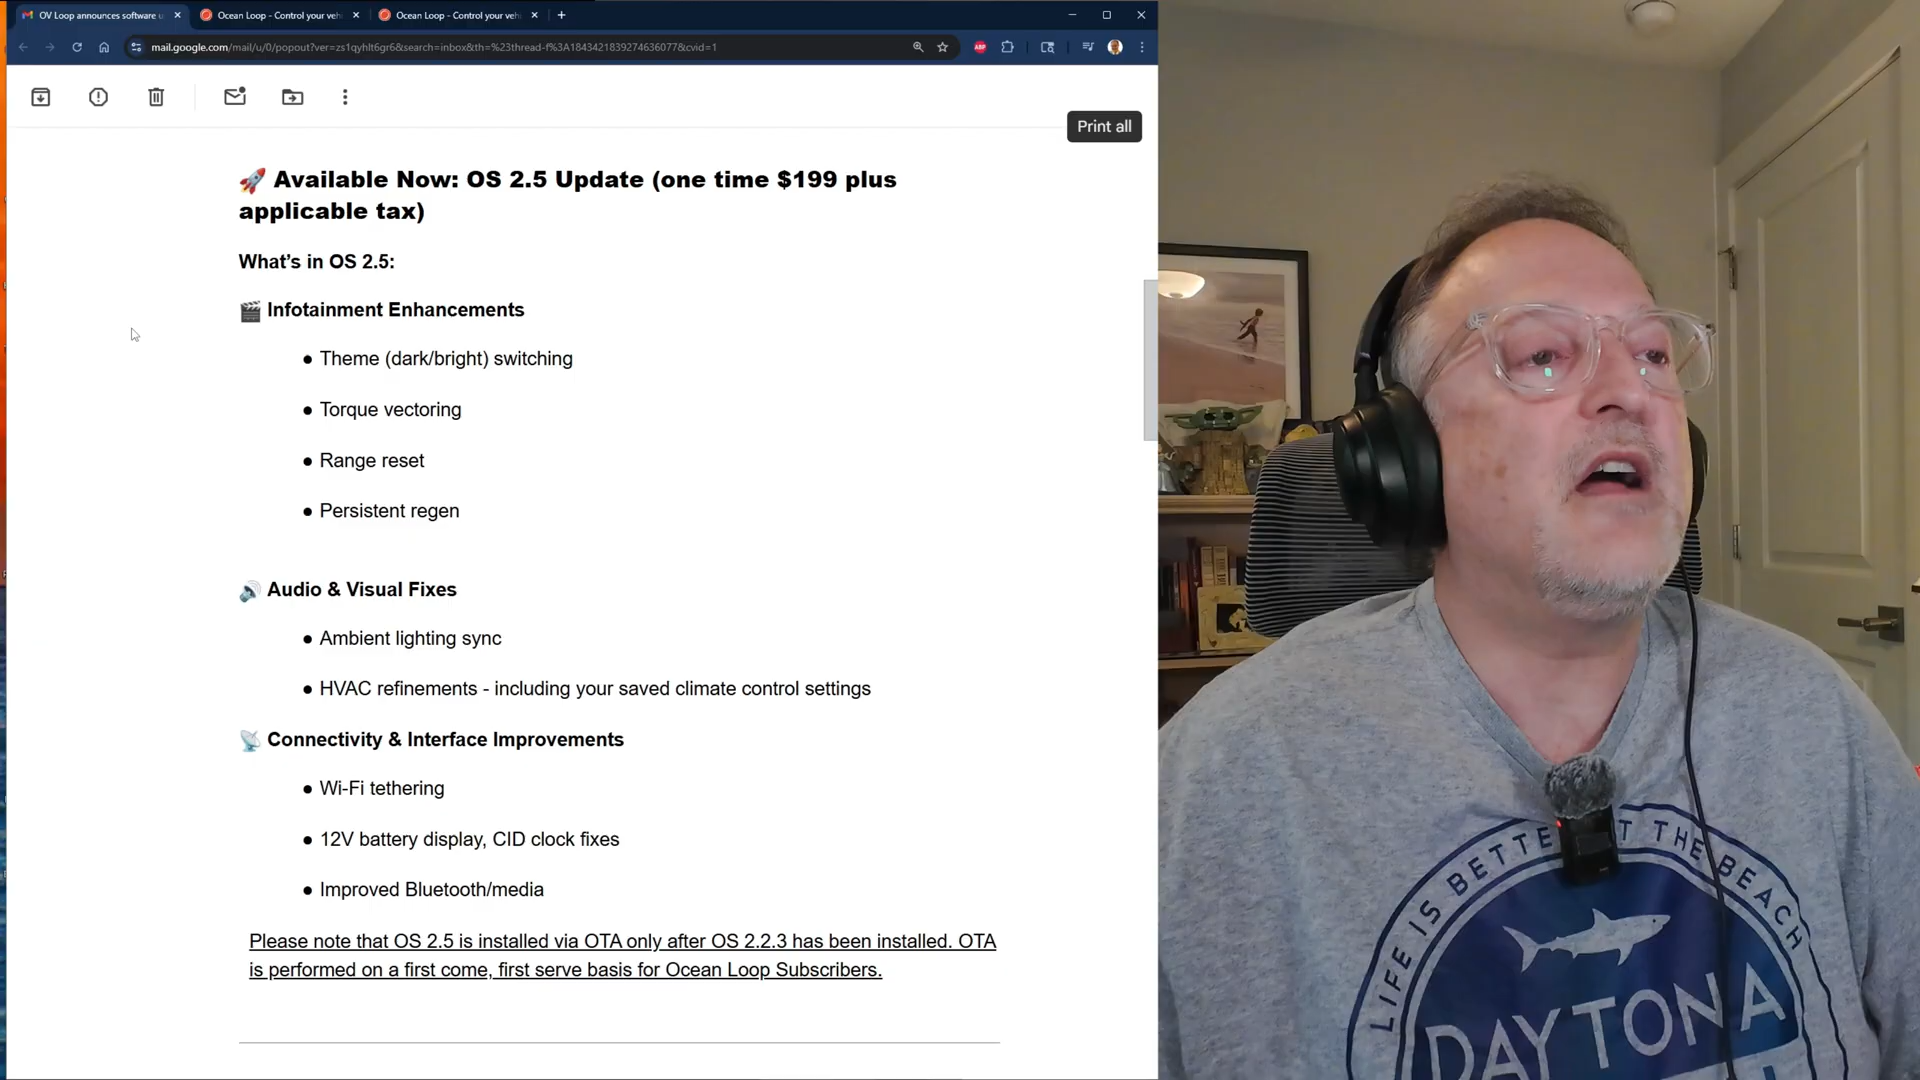 OV Loop announces software u
Ocean Loop - Control your veh
Ocean Loop - Control your veh
mail.google.com/mail/u/0/popout?ver=zs1qyhlt6gr6&search=inbox&th=%23thread-f%3A1843421839274636077&cvid=1
ABP
Print all
🚀 Available Now: OS 2.5 Update (one time $199 plus
applicable tax)
What's in OS 2.5:
🎬 Infotainment Enhancements
● Theme (dark/bright) switching
● Torque vectoring
● Range reset
● Persistent regen
🔊 Audio & Visual Fixes
● Ambient lighting sync
● HVAC refinements - including your saved climate control settings
📡 Connectivity & Interface Improvements
● Wi-Fi tethering
● 12V battery display, CID clock fixes
● Improved Bluetooth/media
Please note that OS 2.5 is installed via OTA only after OS 2.2.3 has been installed. OTA
is performed on a first come, first serve basis for Ocean Loop Subscribers.
LIFE IS BETTER AT THE BEACH
DAYTONA